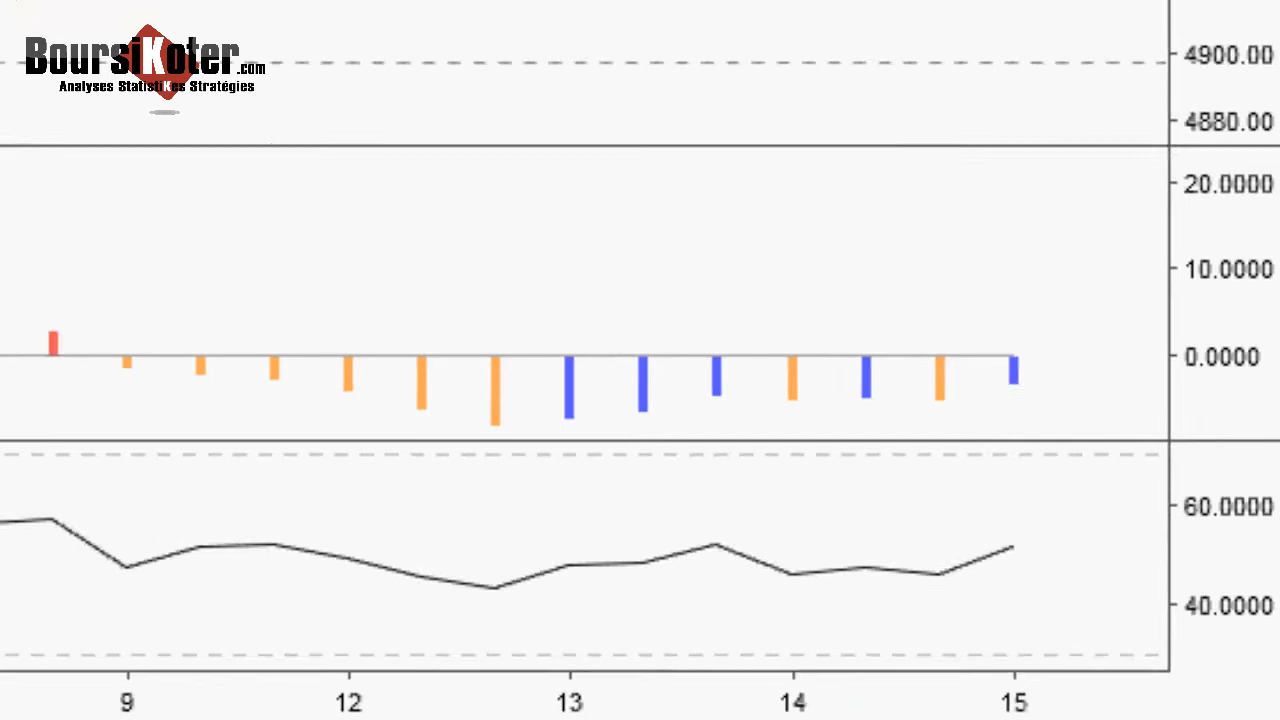 BoursiKoter.com
Analyses StatistiKes Stratégies
4900.00
4880.00
20.0000
10.0000
0.0000
60.0000
40.0000
9 12 13 14 15